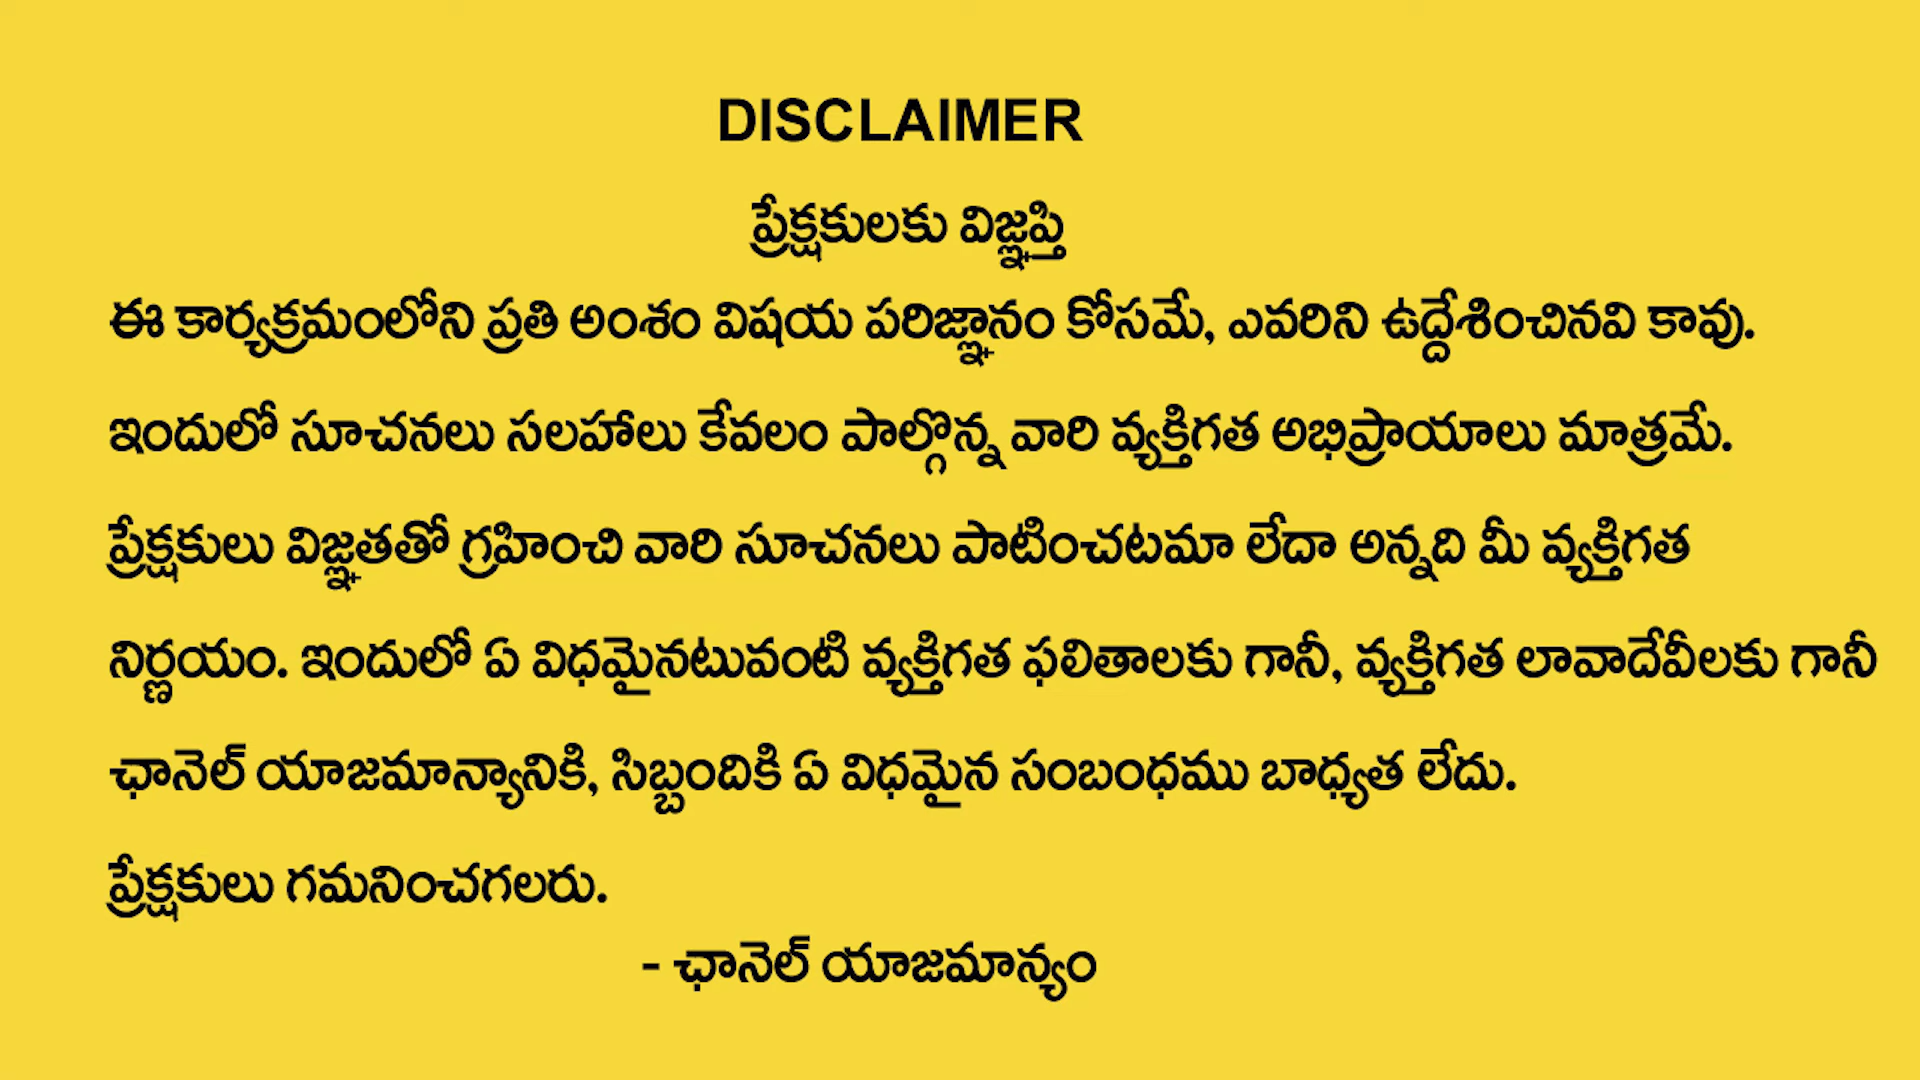 DISCLAIMER
ప్రేక్షకులకు విజ్ఞప్తి
ఈ కార్యక్రమంలోని ప్రతి అంశం విషయ పరిజ్ఞానం కోసమే, ఎవరిని ఉద్దేశించినవి కావు.
ఇందులో సూచనలు సలహాలు కేవలం పాల్గొన్న వారి వ్యక్తిగత అభిప్రాయాలు మాత్రమే.
ప్రేక్షకులు విజ్ఞతతో గ్రహించి వారి సూచనలు పాటించటమా లేదా అన్నది మీ వ్యక్తిగత
నిర్ణయం. ఇందులో ఏ విధమైనటువంటి వ్యక్తిగత ఫలితాలకు గానీ, వ్యక్తిగత లావాదేవీలకు గానీ
ఛానెల్ యాజమాన్యానికి, సిబ్బందికి ఏ విధమైన సంబంధము బాధ్యత లేదు.
ప్రేక్షకులు గమనించగలరు.
- ఛానెల్ యాజమాన్యం